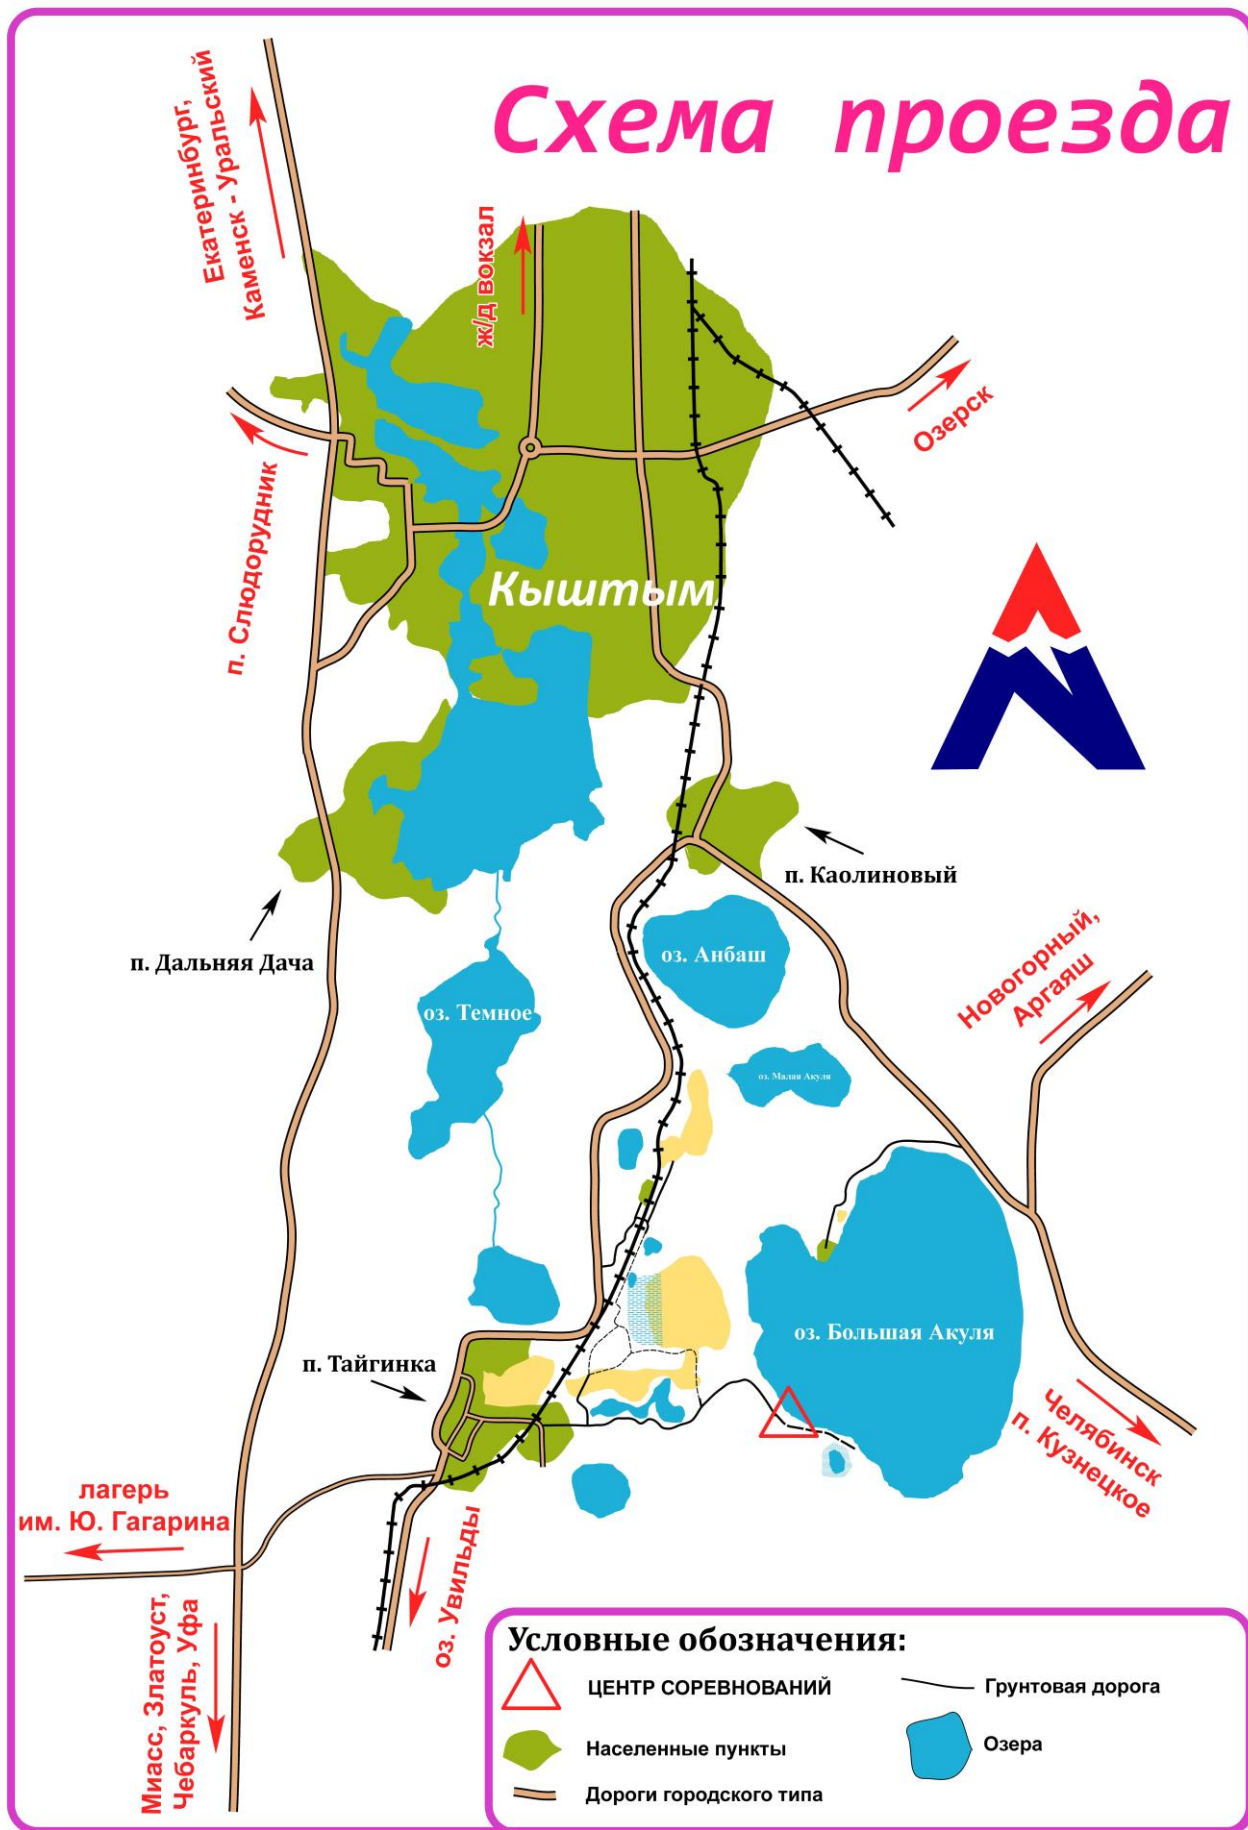 Схема проезда
Екатеринбург,
Каменск - Уральский
ж/д вокзал
Озерск
п. Слюдорудник
Кыштым
п. Каолиновый
п. Дальняя Дача
оз. Анбаш
оз. Темное
Новогорный,
Аргаяш
оз. Малая Акуля
оз. Большая Акуля
п. Тайгинка
Челябинск
п. Кузнецкое
лагерь
им. Ю. Гагарина
оз. Увильды
Миасс, Златоуст,
Чебаркуль, Уфа
Условные обозначения:
ЦЕНТР СОРЕВНОВАНИЙ
Грунтовая дорога
Населенные пункты
Озера
Дороги городского типа